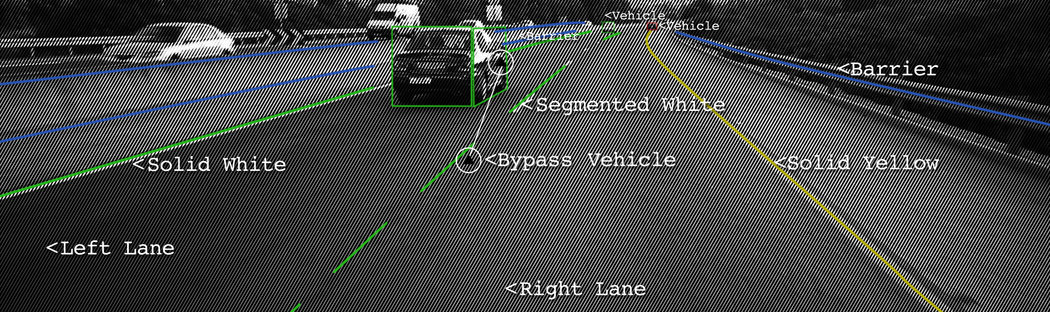 <Vehicle
<Vehicle
<Barrier
<Barrier
<Segmented White
<Bypass Vehicle
<Solid White
<Solid Yellow
<Left Lane
<Right Lane